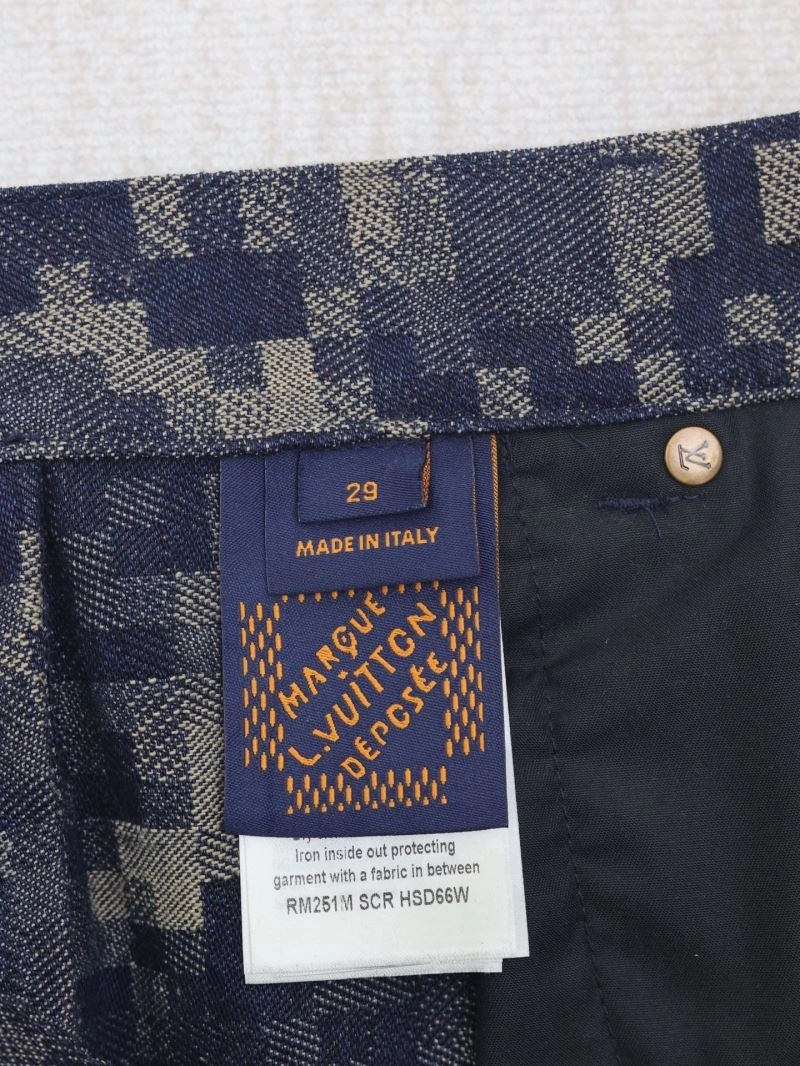 29
MADE IN ITALY
MARQUE
L.VUITTON
DÉPOSÉE
Iron inside out protecting
garment with a fabric in between
RM251M SCR HSD66W
LV